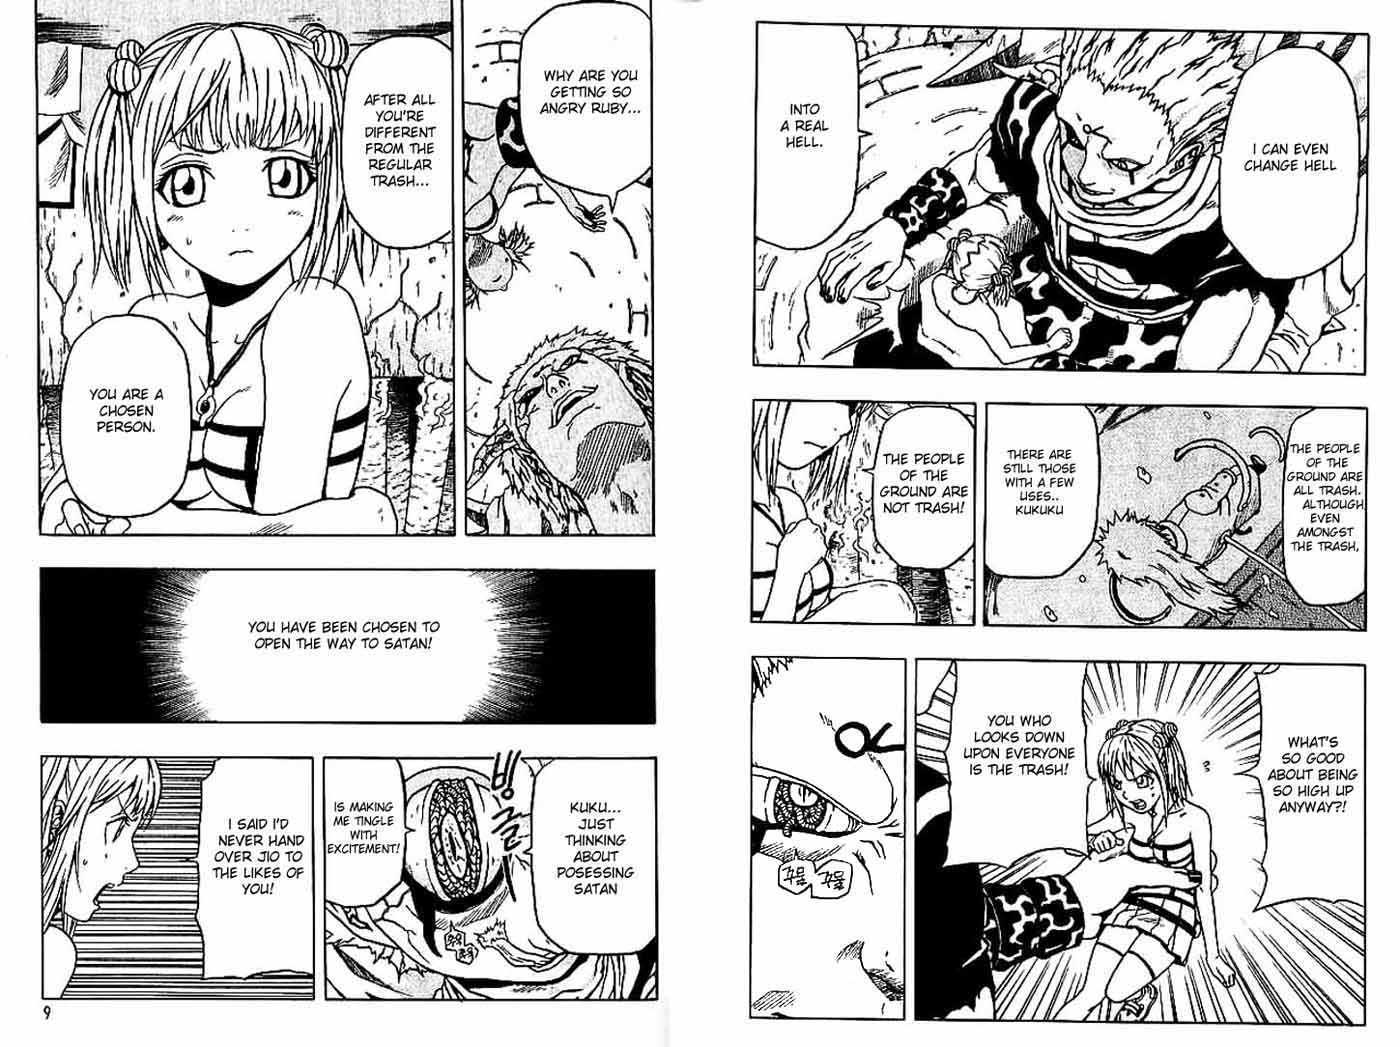 I CAN EVEN
CHANGE HELL
INTO
A REAL
HELL.
THE PEOPLE
OF THE
GROUND ARE
ALL TRASH.
ALTHOUGH,
EVEN
AMONGST
THE TRASH,
THERE ARE
STILL THOSE
WITH A FEW
USES..
KUKUKU
THE PEOPLE
OF THE
GROUND ARE
NOT TRASH!
WHAT'S
SO GOOD
ABOUT BEING
SO HIGH UP
ANYWAY?!
YOU WHO
LOOKS DOWN
UPON EVERYONE
IS THE TRASH!
?
꾸물
꾸물
WHY ARE YOU
GETTING SO
ANGRY RUBY...
AFTER ALL
YOU'RE
DIFFERENT
FROM THE
REGULAR
TRASH...
YOU ARE A
CHOSEN
PERSON.
YOU HAVE BEEN CHOSEN TO
OPEN THE WAY TO SATAN!
KUKU...
JUST
THINKING
ABOUT
POSESSING
SATAN
IS MAKING
ME TINGLE
WITH
EXCITEMENT!
I SAID I'D
NEVER HAND
OVER JIO TO
THE LIKES OF
YOU!
9